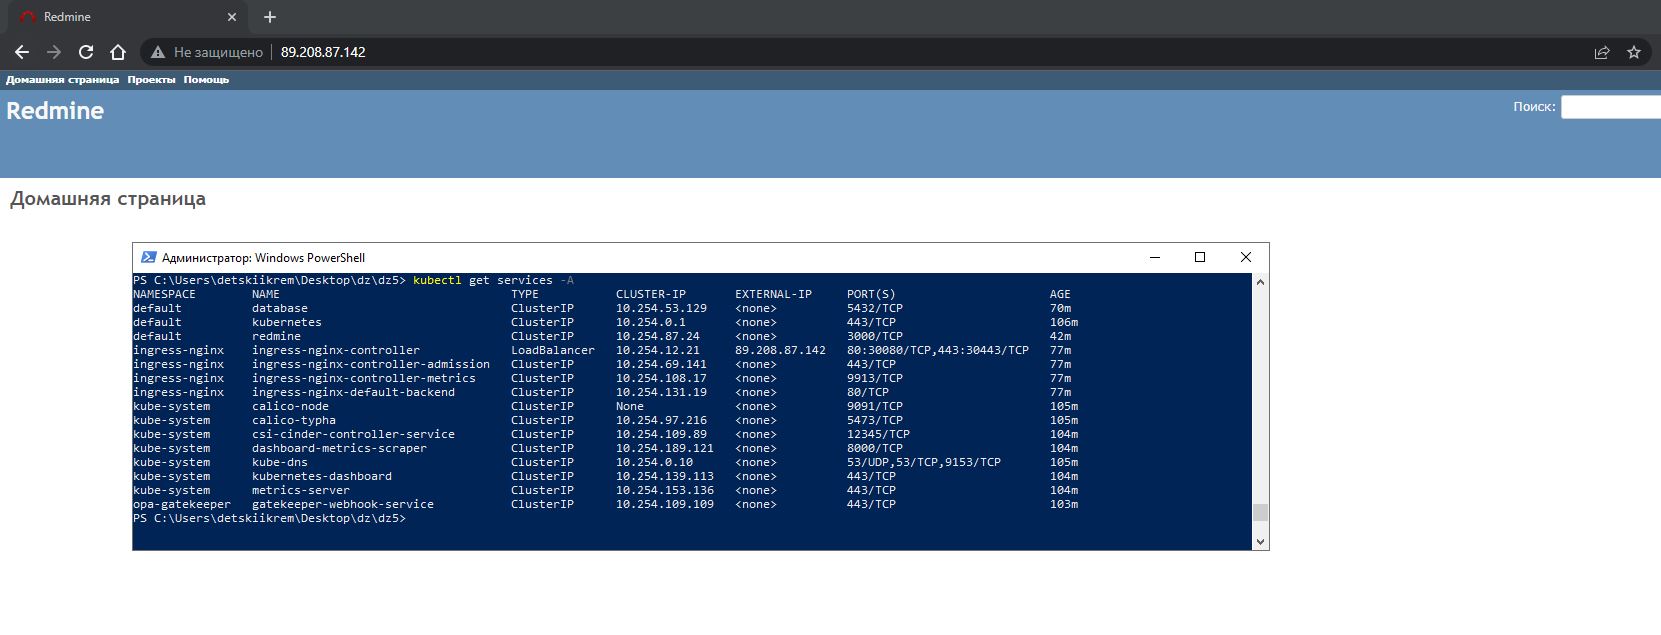 Redmine
Не защищено 89.208.87.142
Домашняя страница Проекты Помощь
Redmine
Поиск:
Домашняя страница
Администратор: Windows PowerShell
PS C:\Users\detskiikrem\Desktop\dz\dz5> kubectl get services -A
NAMESPACE NAME TYPE CLUSTER-IP EXTERNAL-IP PORT(S) AGE
default database ClusterIP 10.254.53.129 <none> 5432/TCP 70m
default kubernetes ClusterIP 10.254.0.1 <none> 443/TCP 106m
default redmine ClusterIP 10.254.87.24 <none> 3000/TCP 42m
ingress-nginx ingress-nginx-controller LoadBalancer 10.254.12.21 89.208.87.142 80:30080/TCP,443:30443/TCP 77m
ingress-nginx ingress-nginx-controller-admission ClusterIP 10.254.69.141 <none> 443/TCP 77m
ingress-nginx ingress-nginx-controller-metrics ClusterIP 10.254.108.17 <none> 9913/TCP 77m
ingress-nginx ingress-nginx-default-backend ClusterIP 10.254.131.19 <none> 80/TCP 77m
kube-system calico-node ClusterIP None <none> 9091/TCP 105m
kube-system calico-typha ClusterIP 10.254.97.216 <none> 5473/TCP 105m
kube-system csi-cinder-controller-service ClusterIP 10.254.109.89 <none> 12345/TCP 104m
kube-system dashboard-metrics-scraper ClusterIP 10.254.189.121 <none> 8000/TCP 104m
kube-system kube-dns ClusterIP 10.254.0.10 <none> 53/UDP,53/TCP,9153/TCP 105m
kube-system kubernetes-dashboard ClusterIP 10.254.139.113 <none> 443/TCP 104m
kube-system metrics-server ClusterIP 10.254.153.136 <none> 443/TCP 104m
opa-gatekeeper gatekeeper-webhook-service ClusterIP 10.254.109.109 <none> 443/TCP 103m
PS C:\Users\detskiikrem\Desktop\dz\dz5>